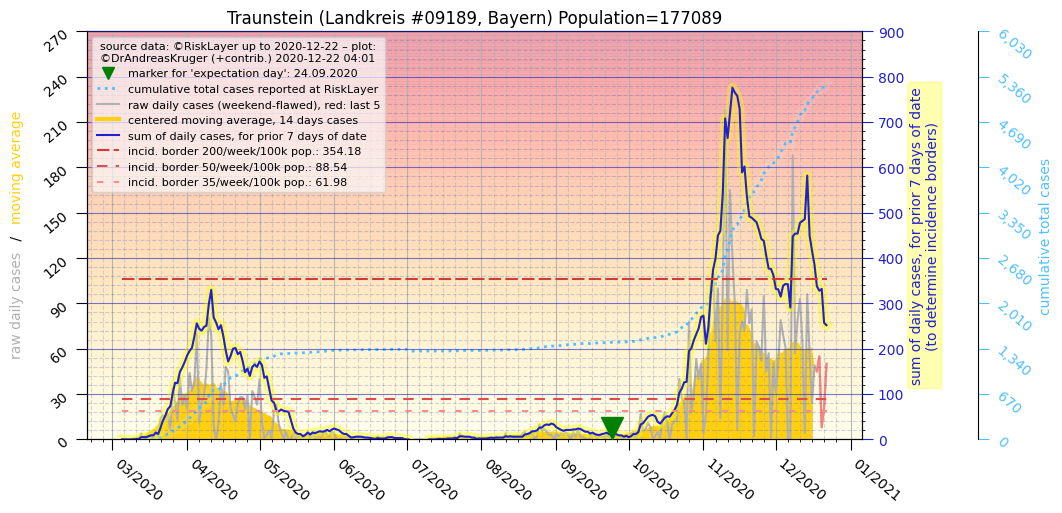 Traunstein (Landkreis #09189, Bayern) Population=177089
source data: ©RiskLayer up to 2020-12-22 – plot:
©DrAndreasKruger (+contrib.) 2020-12-22 04:01
marker for 'expectation day': 24.09.2020
cumulative total cases reported at RiskLayer
raw daily cases (weekend-flawed), red: last 5
centered moving average, 14 days cases
sum of daily cases, for prior 7 days of date
incid. border 200/week/100k pop.: 354.18
incid. border 50/week/100k pop.: 88.54
incid. border 35/week/100k pop.: 61.98
raw daily cases / moving average
270
240
210
180
150
120
90
60
30
0
03/2020
04/2020
05/2020
06/2020
07/2020
08/2020
09/2020
10/2020
11/2020
12/2020
01/2021
900
800
700
600
500
400
300
200
100
0
sum of daily cases, for prior 7 days of date
(to determine incidence borders)
6,030
5,360
4,690
4,020
3,350
2,680
2,010
1,340
670
0
cumulative total cases